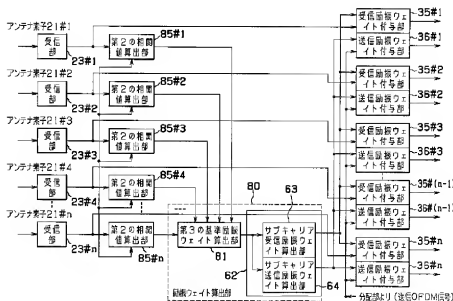 アンテナ素子21#1
受信部
23#1
85#1
第2の相関値算出部
アンテナ素子21#2
受信部
23#2
85#2
第2の相関値算出部
アンテナ素子21#3
受信部
23#3
85#3
第2の相関値算出部
アンテナ素子21#4
受信部
23#4
85#4
第2の相関値算出部
アンテナ素子21#n
受信部
23#n
第2の相関値算出部
85#n
80
第3の基準励振ウェイト算出部
81
62
63
サブキャリア受信励振ウェイト算出部
サブキャリア送信励振ウェイト算出部
64
励振ウェイト算出部
35#1
受信励振ウェイト付与部
36#1
送信励振ウェイト付与部
35#2
受信励振ウェイト付与部
36#2
送信励振ウェイト付与部
35#3
受信励振ウェイト付与部
36#3
送信励振ウェイト付与部
35#(n-1)
受信励振ウェイト付与部
36#(n-1)
送信励振ウェイト付与部
35#n
受信励振ウェイト付与部
36#n
送信励振ウェイト付与部
分配部より(送信OFDM信号)